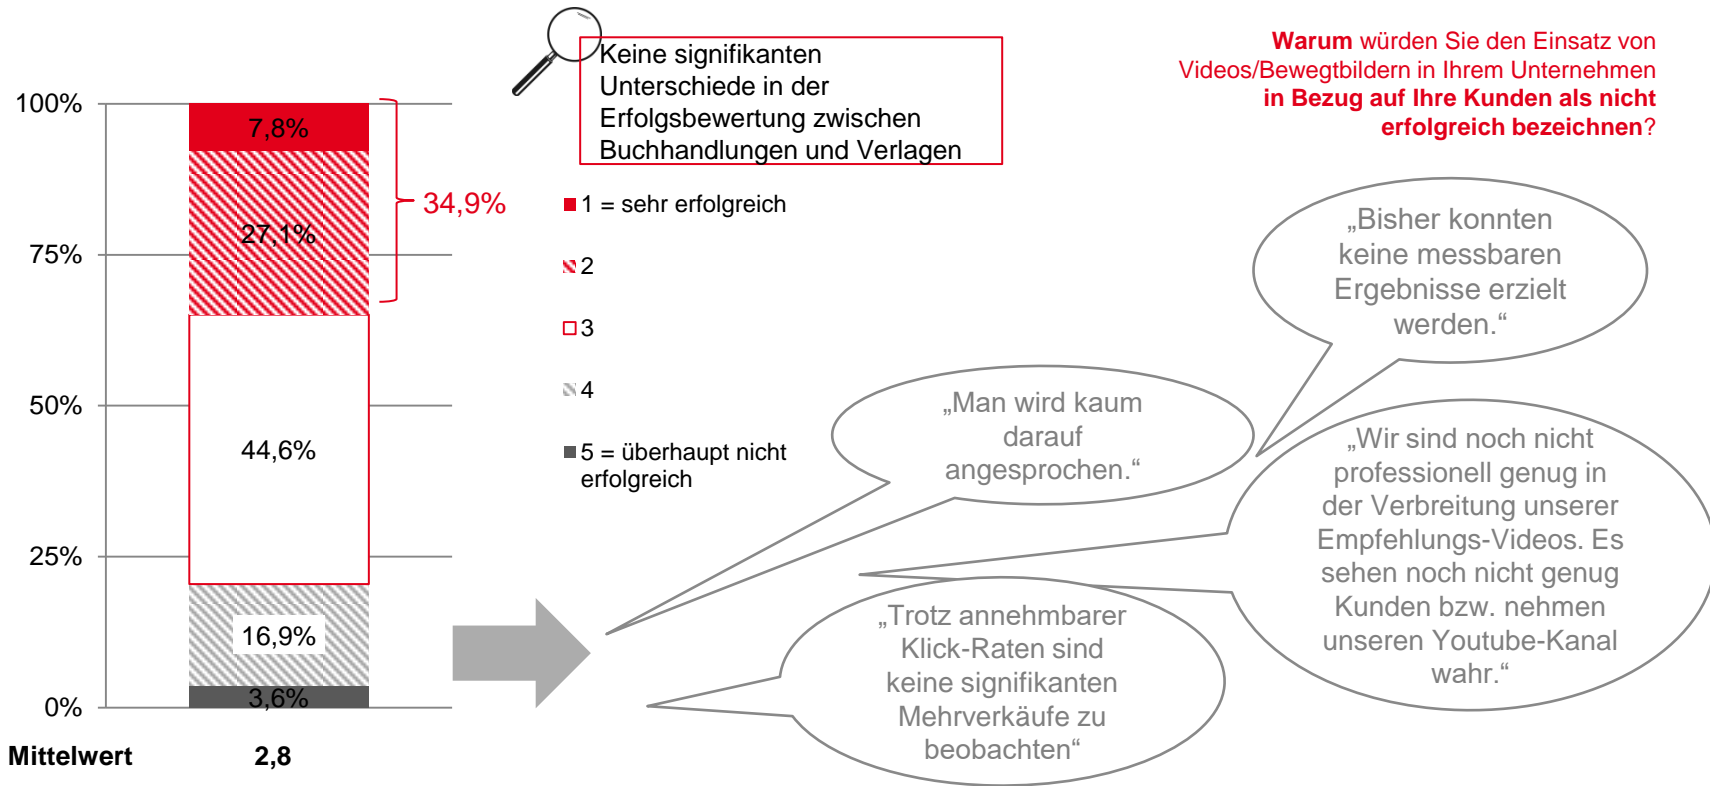 Keine signifikanten
Unterschiede in der
Erfolgsbewertung zwischen
Buchhandlungen und Verlagen
Warum würden Sie den Einsatz von
Videos/Bewegtbildern in Ihrem Unternehmen
in Bezug auf Ihre Kunden als nicht
erfolgreich bezeichnen?
100%
75%
50%
25%
0%
7,8%
27,1%
44,6%
16,9%
3,6%
34,9%
Mittelwert 2,8
1 = sehr erfolgreich
2
3
4
5 = überhaupt nicht
erfolgreich
„Bisher konnten
keine messbaren
Ergebnisse erzielt
werden.“
„Man wird kaum
darauf
angesprochen.“
„Wir sind noch nicht
professionell genug in
der Verbreitung unserer
Empfehlungs-Videos. Es
sehen noch nicht genug
Kunden bzw. nehmen
unseren Youtube-Kanal
wahr.“
„Trotz annehmbarer
Klick-Raten sind
keine signifikanten
Mehrverkäufe zu
beobachten“